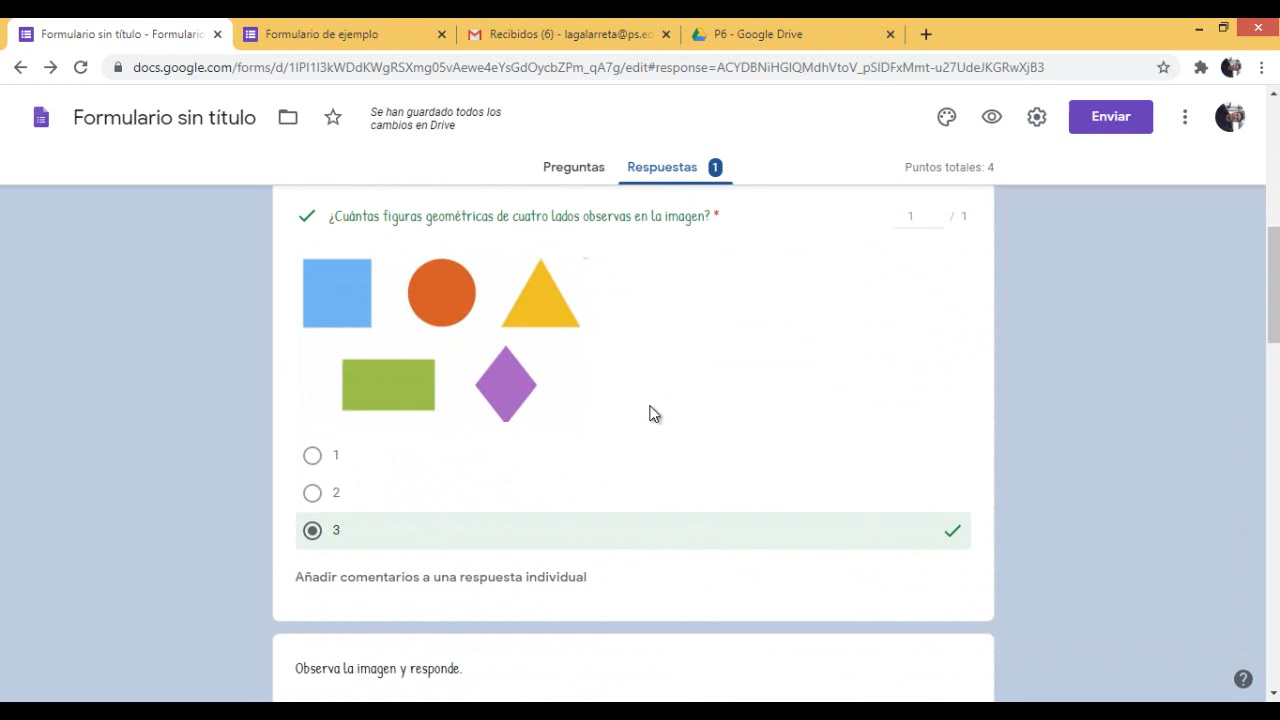 Formulario sin título - Formulario
Formulario de ejemplo
Recibidos (6) - lagalarreta@ps.ec
P6 - Google Drive
docs.google.com/forms/d/1IPI1I3kWDdKWgRSXmg05vAewe4eYsGdOycbZPm_qA7g/edit#response=ACYDBNiHGlQMdhVtoV_pSlDFxMmt-u27UdeJKGRwXjB3
Formulario sin título
Se han guardado todos los
cambios en Drive
Enviar
Preguntas
Respuestas 1
Puntos totales: 4
¿Cuántas figuras geométricas de cuatro lados observas en la imagen? *
1 / 1
1
2
3
Añadir comentarios a una respuesta individual
Observa la imagen y responde.